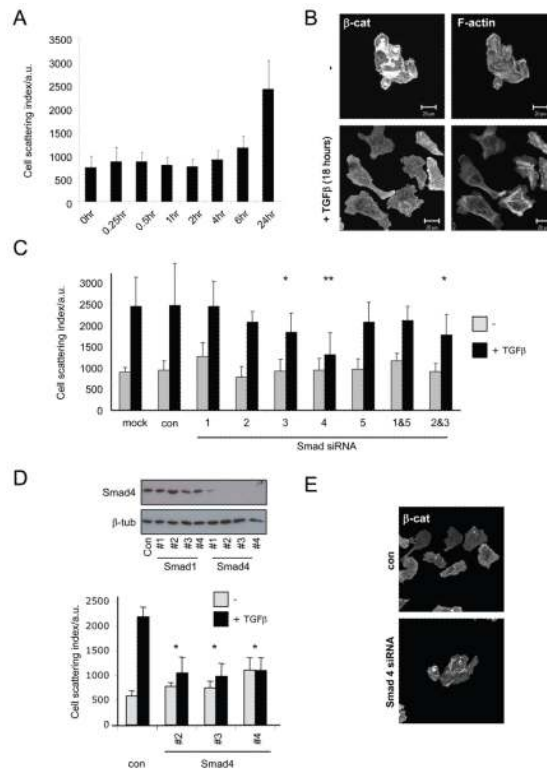 A
Cell scattering index/a.u.
3500
3000
2500
2000
1500
1000
500
0
0hr
0.25hr
0.5hr
1hr
2hr
4hr
6hr
24hr
B
β-cat
F-actin
-
+ TGFβ (18 hours)
C
Cell scattering index/a.u.
3000
2500
2000
1500
1000
500
0
*
**
*
-
+ TGFβ
mock
con
1
2
3
4
5
1&5
2&3
Smad siRNA
D
Smad4
β-tub
Con
#1
#2
#3
#4
#1
#2
#3
#4
Smad1
Smad4
-
+ TGFβ
Cell scattering index/a.u.
2500
2000
1500
1000
500
0
*
*
*
#2
#3
#4
con
Smad4
E
β-cat
con
Smad 4 siRNA